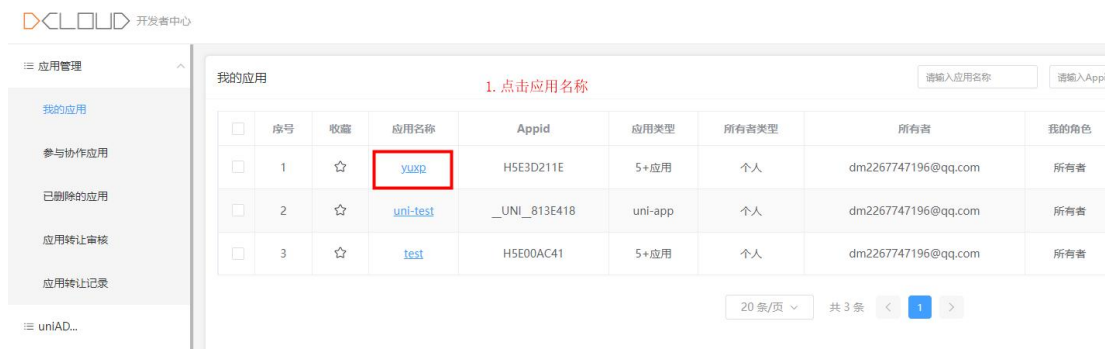 DCLOUD 开发者中心
应用管理
我的应用
参与协作应用
已删除的应用
应用转让审核
应用转让记录
uniAD...
我的应用
1. 点击应用名称
请输入应用名称 请输入Appi
序号 收藏 应用名称 Appid 应用类型 所有者类型 所有者 我的角色
1 yuxp H5E3D211E 5+应用 个人 dm2267747196@qq.com 所有者
2 uni-test __UNI__813E418 uni-app 个人 dm2267747196@qq.com 所有者
3 test H5E00AC41 5+应用 个人 dm2267747196@qq.com 所有者
20 条/页 共 3 条 < 1 >